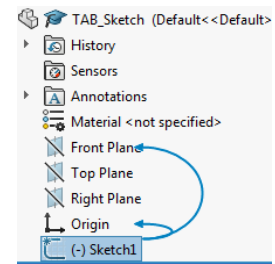 TAB_Sketch (Default<<Default>
History
Sensors
Annotations
Material <not specified>
Front Plane
Top Plane
Right Plane
Origin
(-) Sketch1